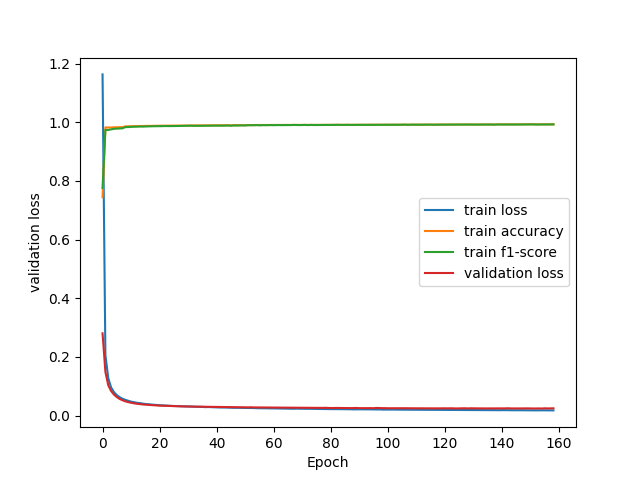 1.2
1.0
0.8
0.6
0.4
0.2
0.0
validation loss
train loss
train accuracy
train f1-score
validation loss
0 20 40 60 80 100 120 140 160
Epoch